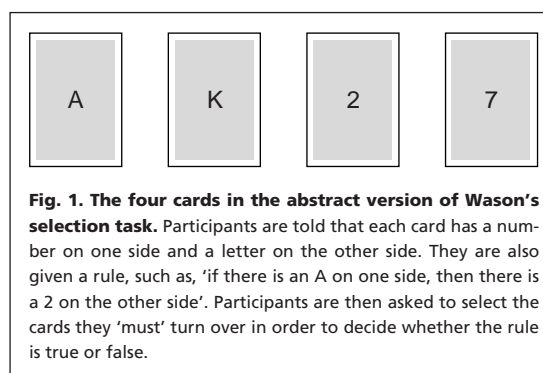 A K 2 7
Fig. 1. The four cards in the abstract version of Wason's
selection task. Participants are told that each card has a num-
ber on one side and a letter on the other side. They are also
given a rule, such as, 'if there is an A on one side, then there is
a 2 on the other side'. Participants are then asked to select the
cards they 'must' turn over in order to decide whether the rule
is true or false.